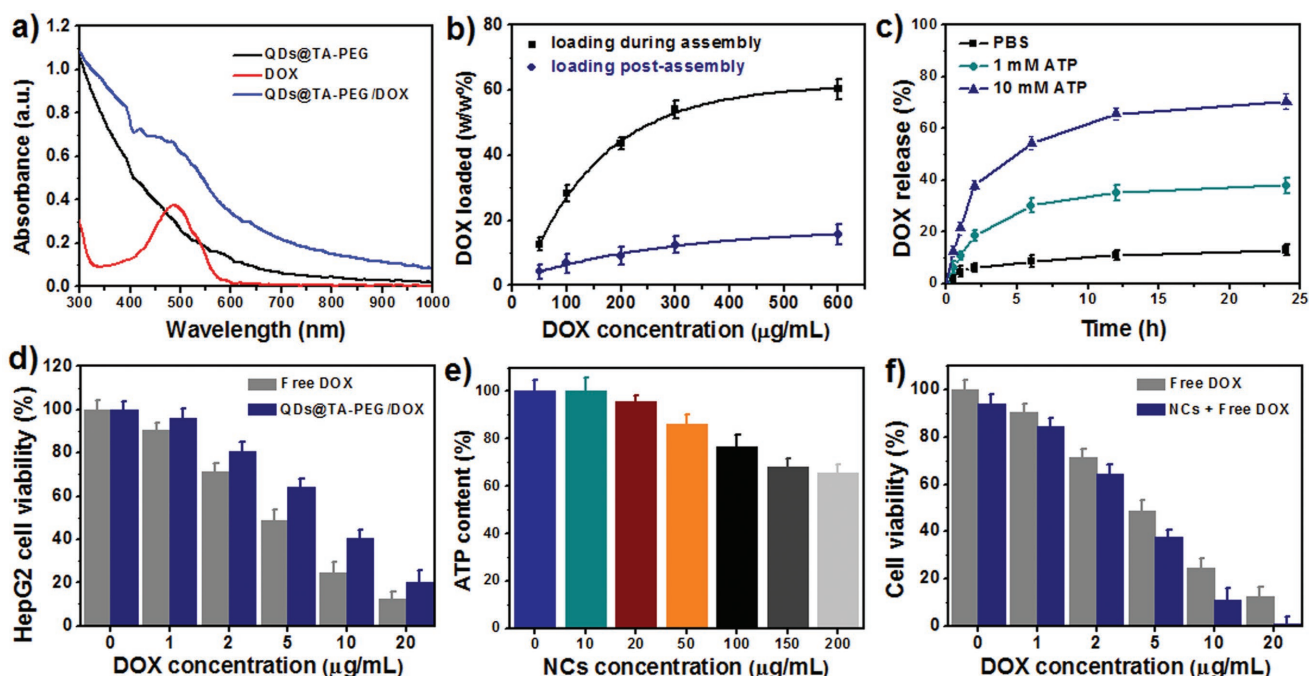 a)
QDs@TA-PEG
DOX
QDs@TA-PEG/DOX
Absorbance (a.u.)
1.2
1.0
0.8
0.6
0.4
0.2
0.0
300 400 500 600 700 800 900 1000
Wavelength (nm)
b)
loading during assembly
loading post-assembly
DOX loaded (w/w%)
80
60
40
20
0
0 100 200 300 400 500 600
DOX concentration (μg/mL)
c)
PBS
1 mM ATP
10 mM ATP
DOX release (%)
100
80
60
40
20
0
0 5 10 15 20 25
Time (h)
d)
Free DOX
QDs@TA-PEG/DOX
HepG2 cell viability (%)
120
100
80
60
40
20
0
0 1 2 5 10 20
DOX concentration (μg/mL)
e)
ATP content (%)
100
80
60
40
20
0
0 10 20 50 100 150 200
NCs concentration (μg/mL)
f)
Free DOX
NCs + Free DOX
Cell viability (%)
100
80
60
40
20
0
0 1 2 5 10 20
DOX concentration (μg/mL)